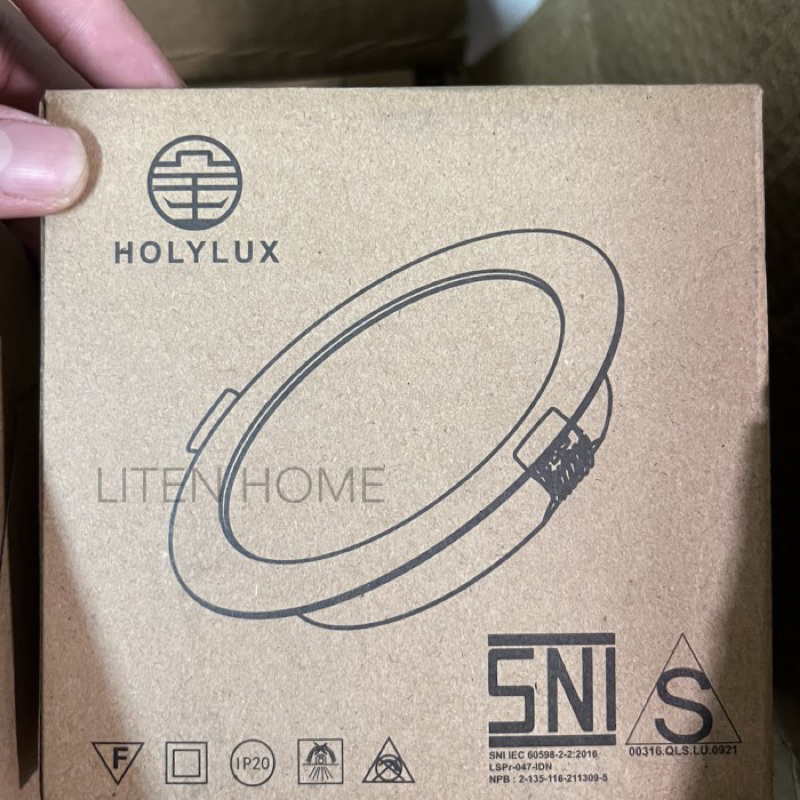 HOLYLUX
LITEN HOME
SNI
S
SNI IEC 60598-2-2:2016
LSPr-047-IDN
NPB : 2-135-116-211309-5
00316.QLS.LU.0921
F
IP20